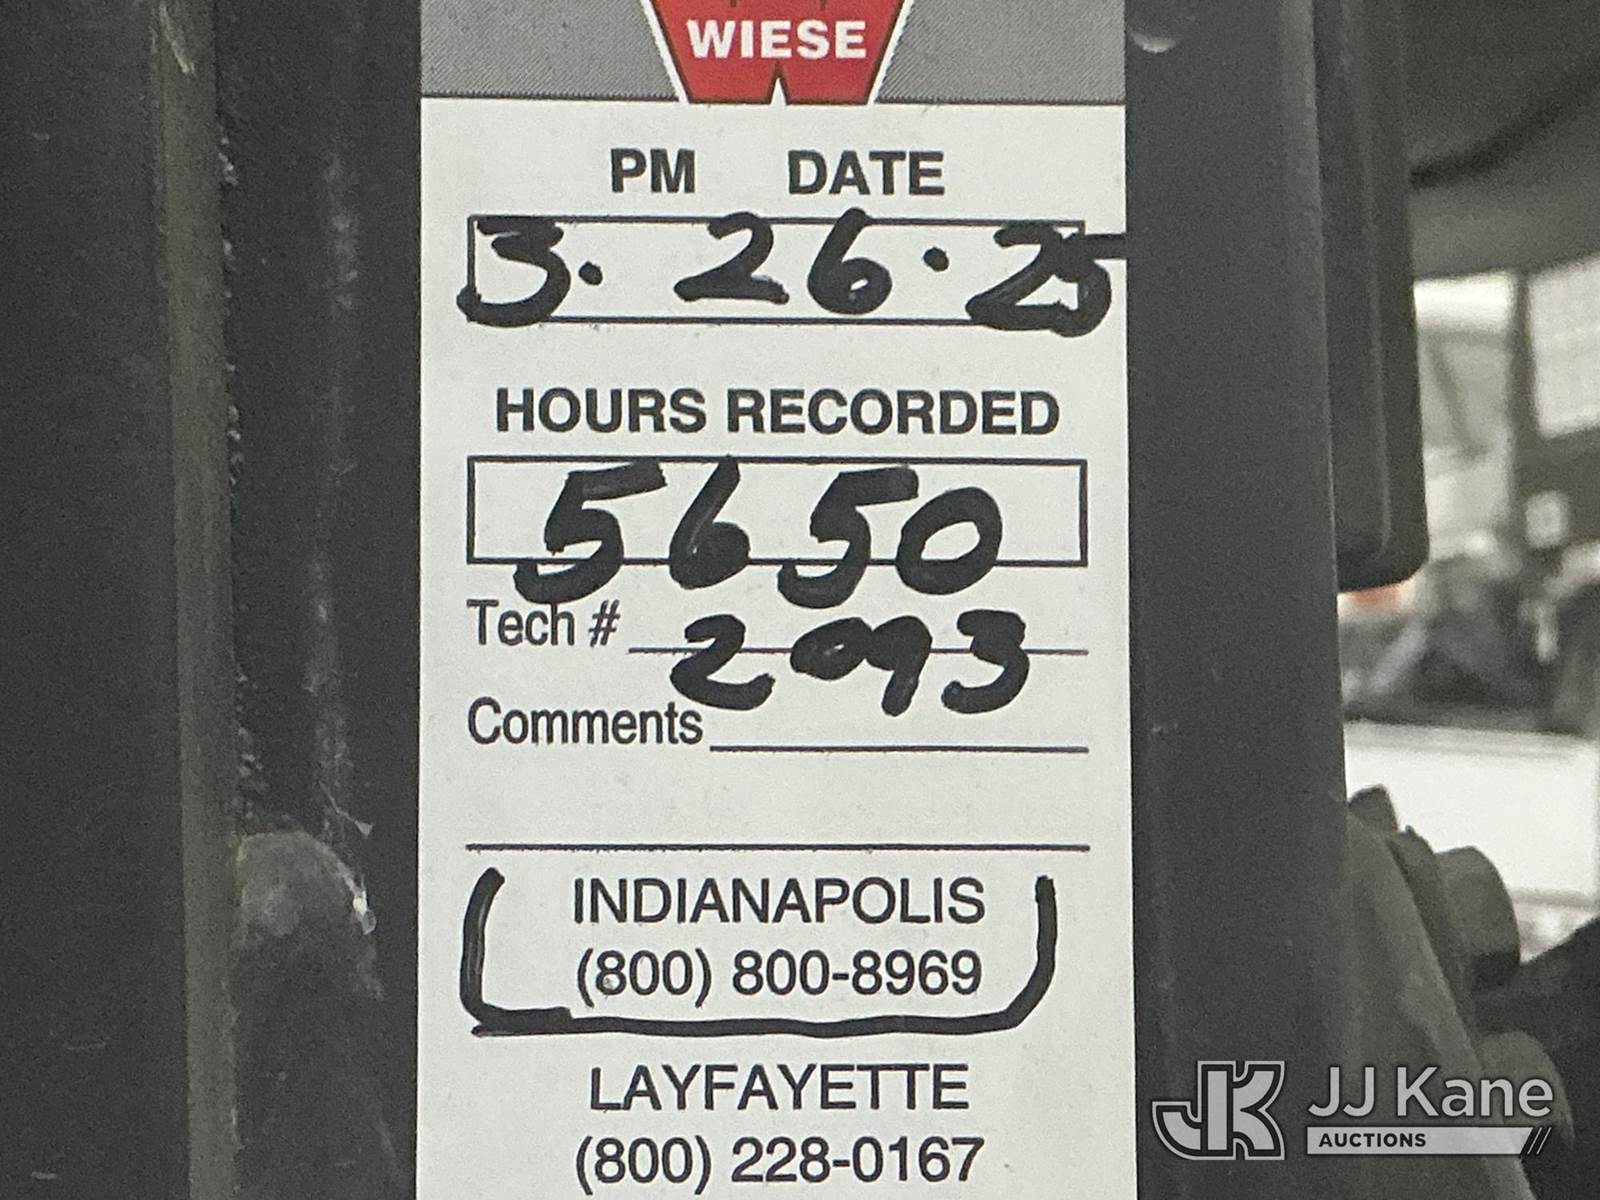 WIESE
PM DATE
3. 26. 25
HOURS RECORDED
5650
Tech # 2093
Comments
INDIANAPOLIS
(800) 800-8969
LAYFAYETTE
(800) 228-0167
JK JJ Kane
AUCTIONS